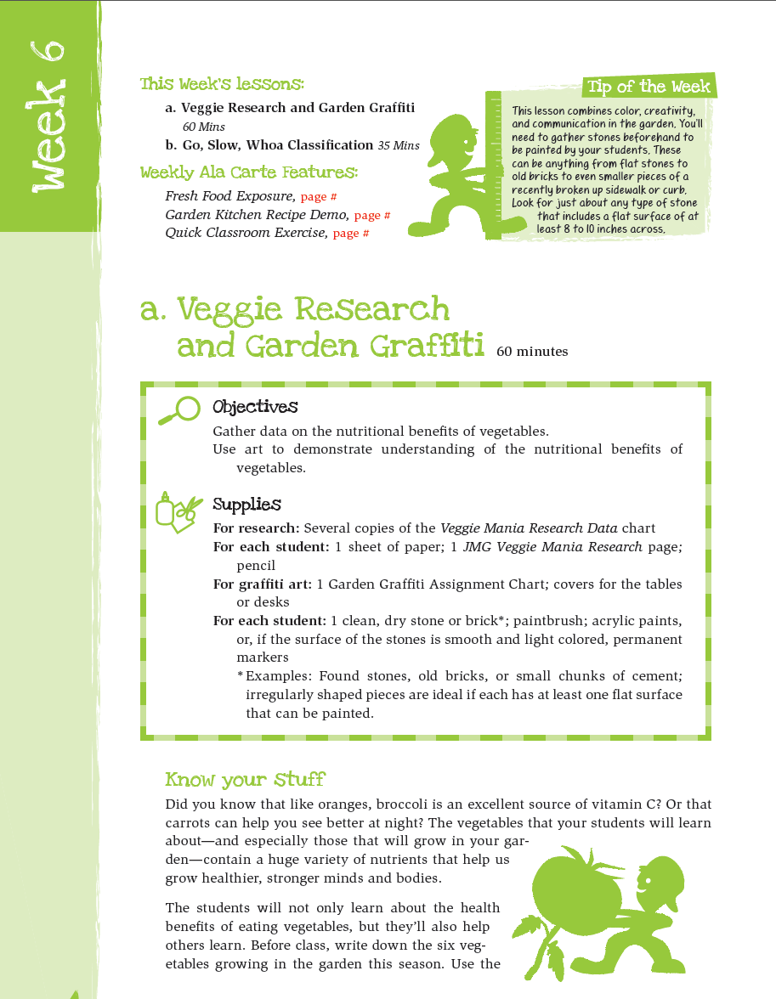 Week 6
This Week's lessons:
a. Veggie Research and Garden Graffiti
60 Mins
b. Go, Slow, Whoa Classification 35 Mins
Weekly Ala Carte Features:
Fresh Food Exposure, page #
Garden Kitchen Recipe Demo, page #
Quick Classroom Exercise, page #
Tip of the Week
This lesson combines color, creativity,
and communication in the garden. You'll
need to gather stones beforehand to
be painted by your students. These
can be anything from flat stones to
old bricks to even smaller pieces of a
recently broken up sidewalk or curb.
Look for just about any type of stone
that includes a flat surface of at
least 8 to 10 inches across.
a. Veggie Research
and Garden Graffiti 60 minutes
Objectives
Gather data on the nutritional benefits of vegetables.
Use art to demonstrate understanding of the nutritional benefits of
vegetables.
Supplies
For research: Several copies of the Veggie Mania Research Data chart
For each student: 1 sheet of paper; 1 JMG Veggie Mania Research page;
pencil
For graffiti art: 1 Garden Graffiti Assignment Chart; covers for the tables
or desks
For each student: 1 clean, dry stone or brick*; paintbrush; acrylic paints,
or, if the surface of the stones is smooth and light colored, permanent
markers
* Examples: Found stones, old bricks, or small chunks of cement;
irregularly shaped pieces are ideal if each has at least one flat surface
that can be painted.
Know your stuff
Did you know that like oranges, broccoli is an excellent source of vitamin C? Or that
carrots can help you see better at night? The vegetables that your students will learn
about—and especially those that will grow in your gar-
den—contain a huge variety of nutrients that help us
grow healthier, stronger minds and bodies.
The students will not only learn about the health
benefits of eating vegetables, but they'll also help
others learn. Before class, write down the six veg-
etables growing in the garden this season. Use the